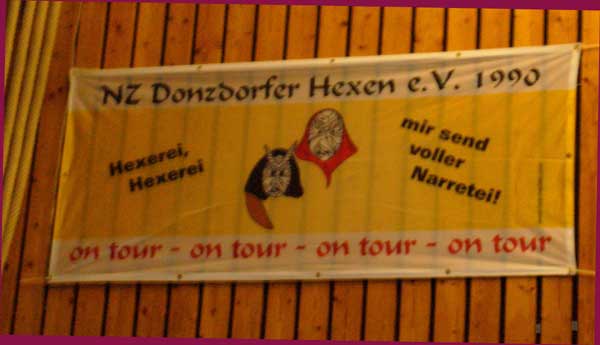 NZ Donzdorfer Hexen e.V. 1990
Hexerei,
Hexerei
mir send
voller
Narretei!
on tour - on tour - on tour - on tour